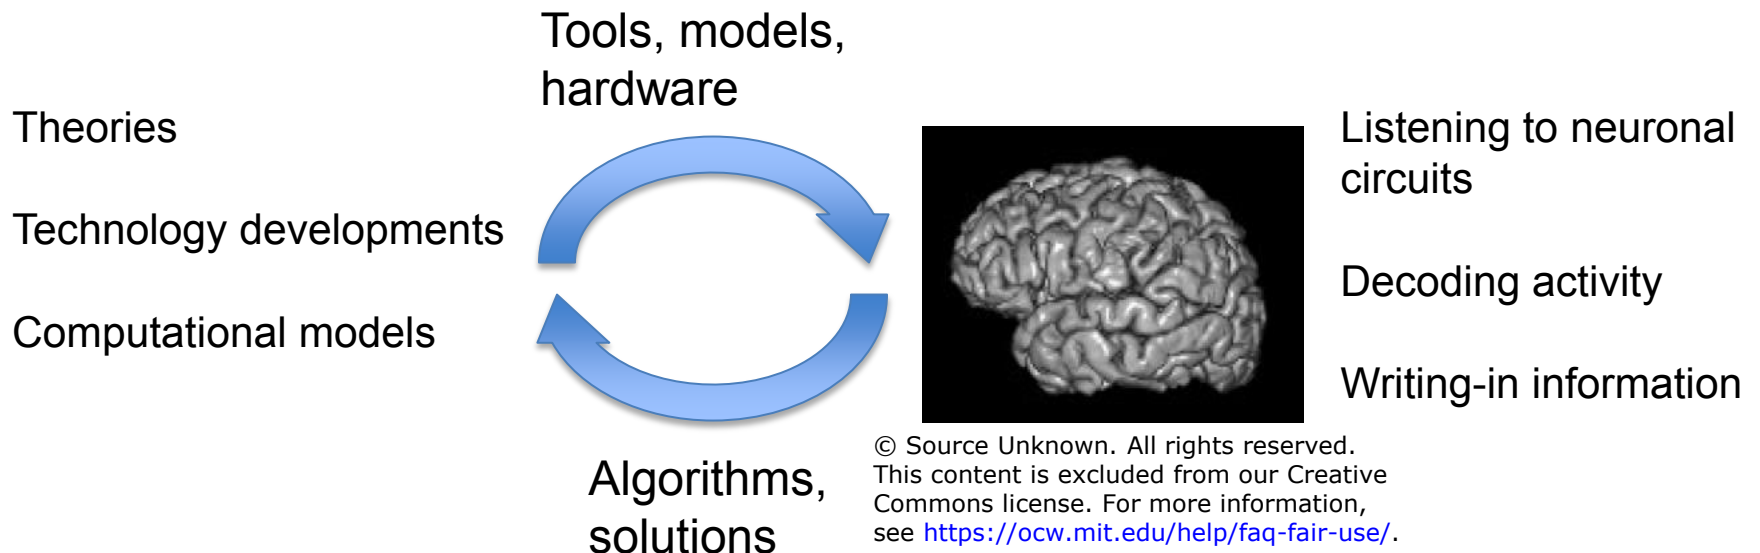 Tools, models,
hardware
Theories
Technology developments
Computational models
Listening to neuronal
circuits
Decoding activity
Writing-in information
Algorithms,
solutions
© Source Unknown. All rights reserved.
This content is excluded from our Creative
Commons license. For more information,
see https://ocw.mit.edu/help/faq-fair-use/.